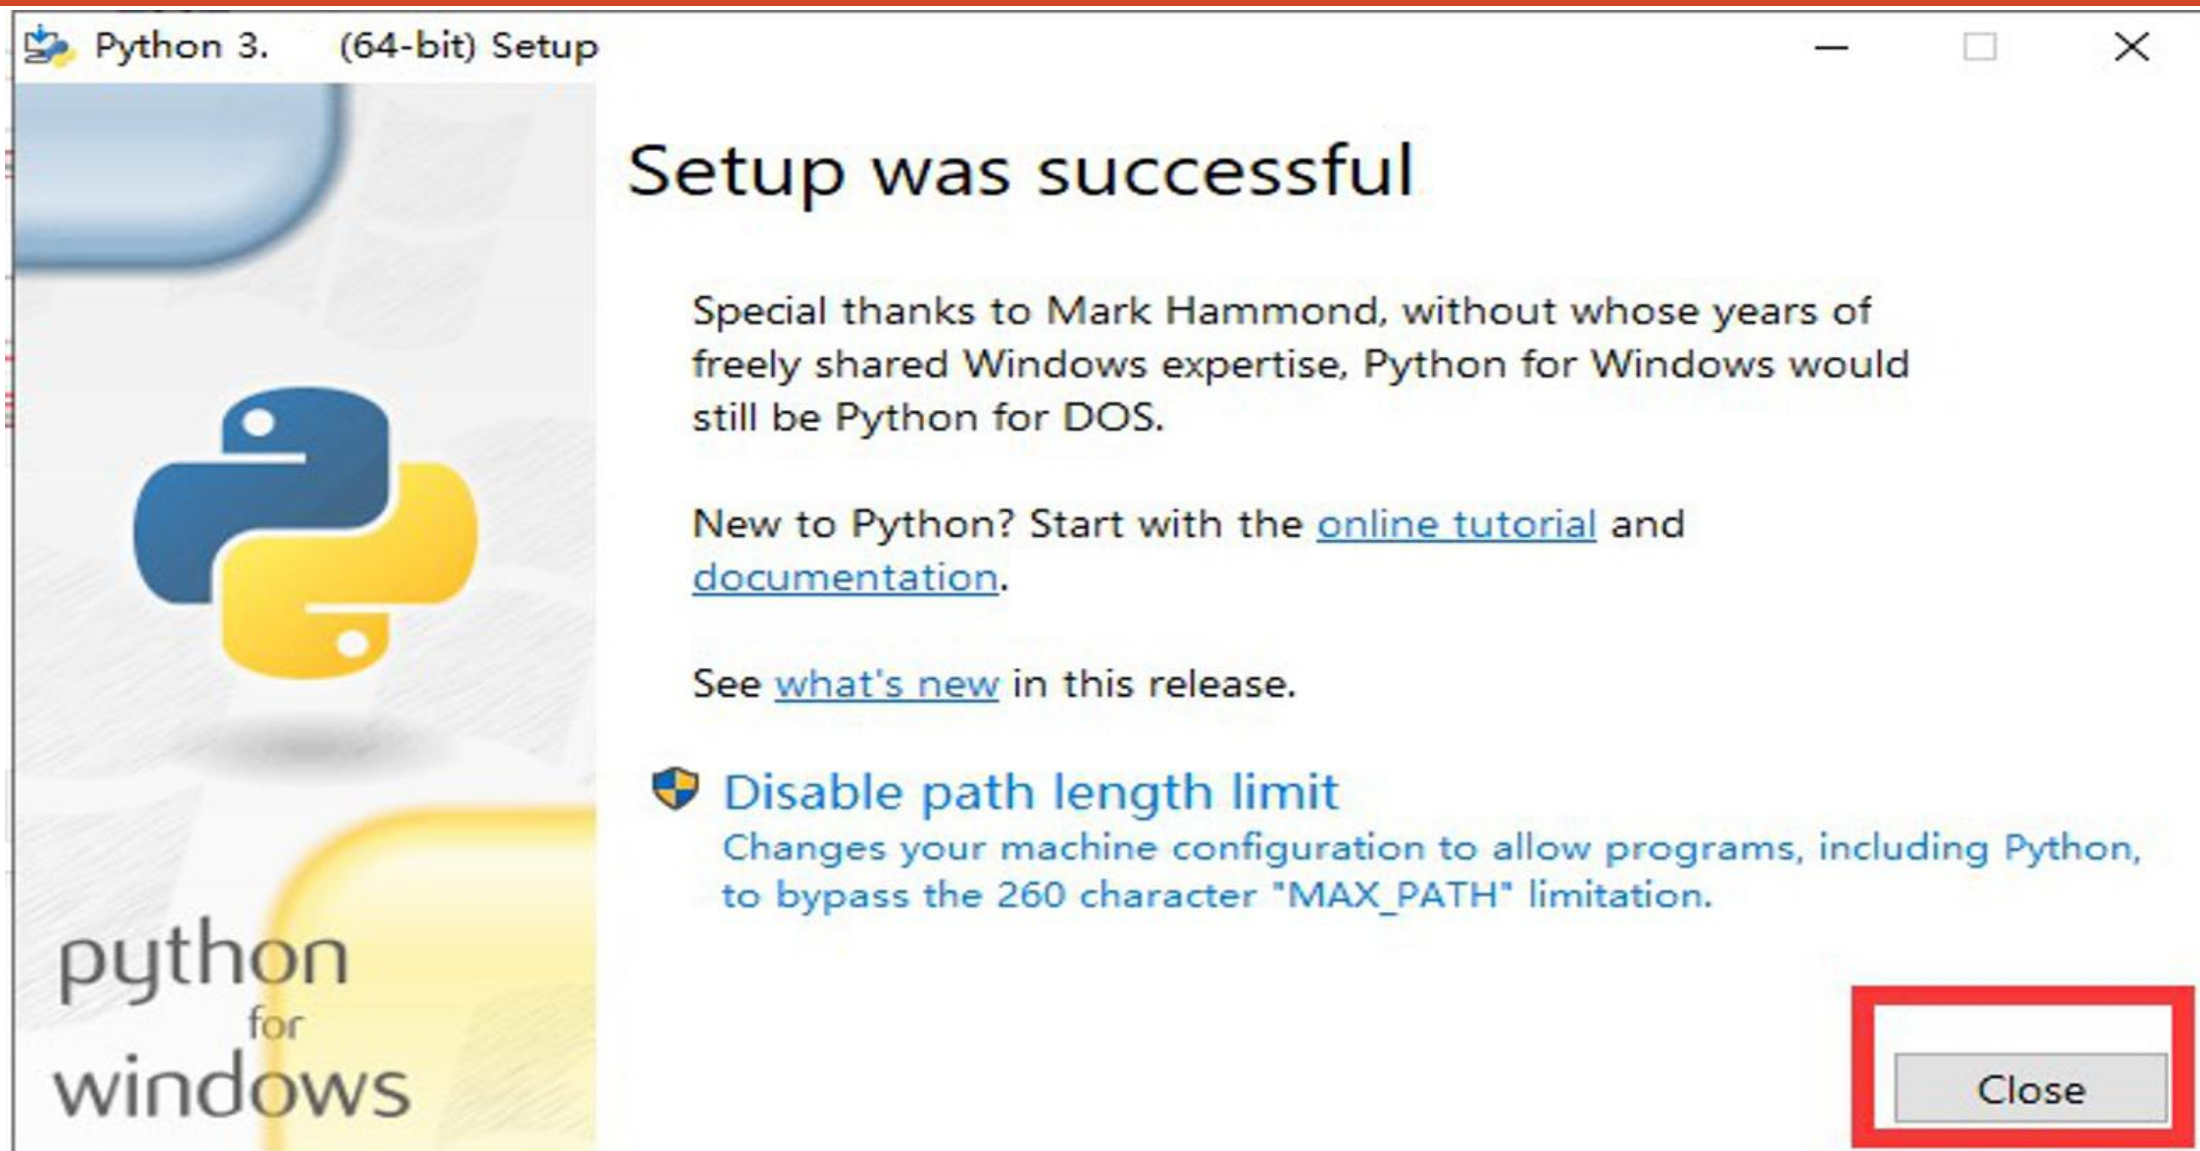 Python 3. (64-bit) Setup
Setup was successful
Special thanks to Mark Hammond, without whose years of
freely shared Windows expertise, Python for Windows would
still be Python for DOS.
New to Python? Start with the online tutorial and
documentation.
See what's new in this release.
Disable path length limit
Changes your machine configuration to allow programs, including Python,
to bypass the 260 character "MAX_PATH" limitation.
python
for
windows
Close